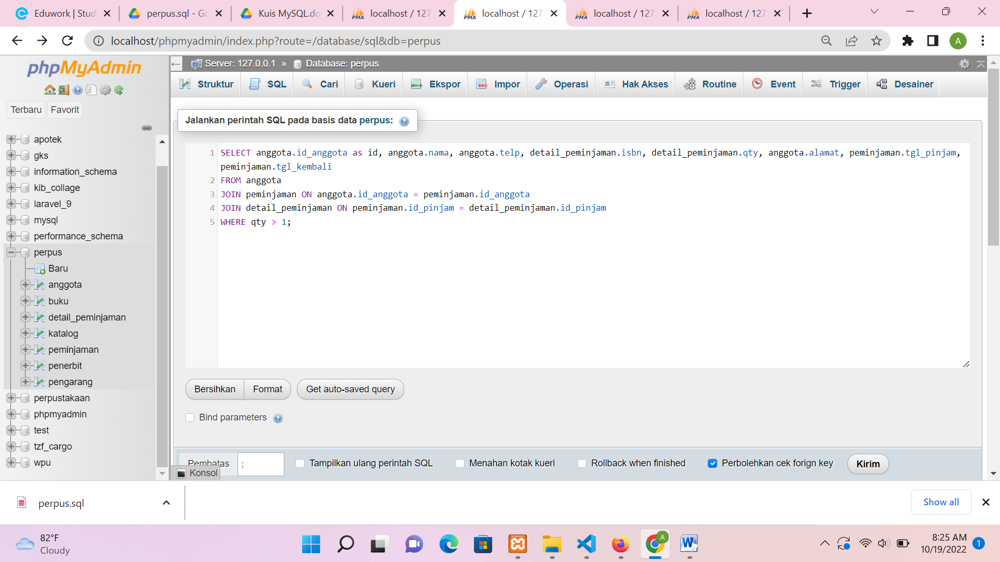 Eduwork | Stud
perpus.sql - Go
Kuis MySQL.do
localhost / 127
localhost / 127
localhost / 127
localhost / 127
localhost/phpmyadmin/index.php?route=/database/sql&db=perpus
A
phpMyAdmin
Terbaru
Favorit
apotek
gks
information_schema
kib_collage
laravel_9
mysql
performance_schema
perpus
Baru
anggota
buku
detail_peminjaman
katalog
peminjaman
penerbit
pengarang
perpustakaan
phpmyadmin
test
tzf_cargo
wpu
Server: 127.0.0.1 » Database: perpus
Struktur SQL Cari Kueri Ekspor Impor Operasi Hak Akses Routine Event Trigger Desainer
Jalankan perintah SQL pada basis data perpus:
1 SELECT anggota.id_anggota as id, anggota.nama, anggota.telp, detail_peminjaman.isbn, detail_peminjaman.qty, anggota.alamat, peminjaman.tgl_pinjam,
peminjaman.tgl_kembali
2 FROM anggota
3 JOIN peminjaman ON anggota.id_anggota = peminjaman.id_anggota
4 JOIN detail_peminjaman ON peminjaman.id_pinjam = detail_peminjaman.id_pinjam
5 WHERE qty > 1;
Bersihkan Format Get auto-saved query
Bind parameters
Pembatas ; Tampilkan ulang perintah SQL Menahan kotak kueri Rollback when finished Perbolehkan cek forign key Kirim
Konsol
perpus.sql
Show all
82°F
Cloudy
A
8:25 AM
10/19/2022
1